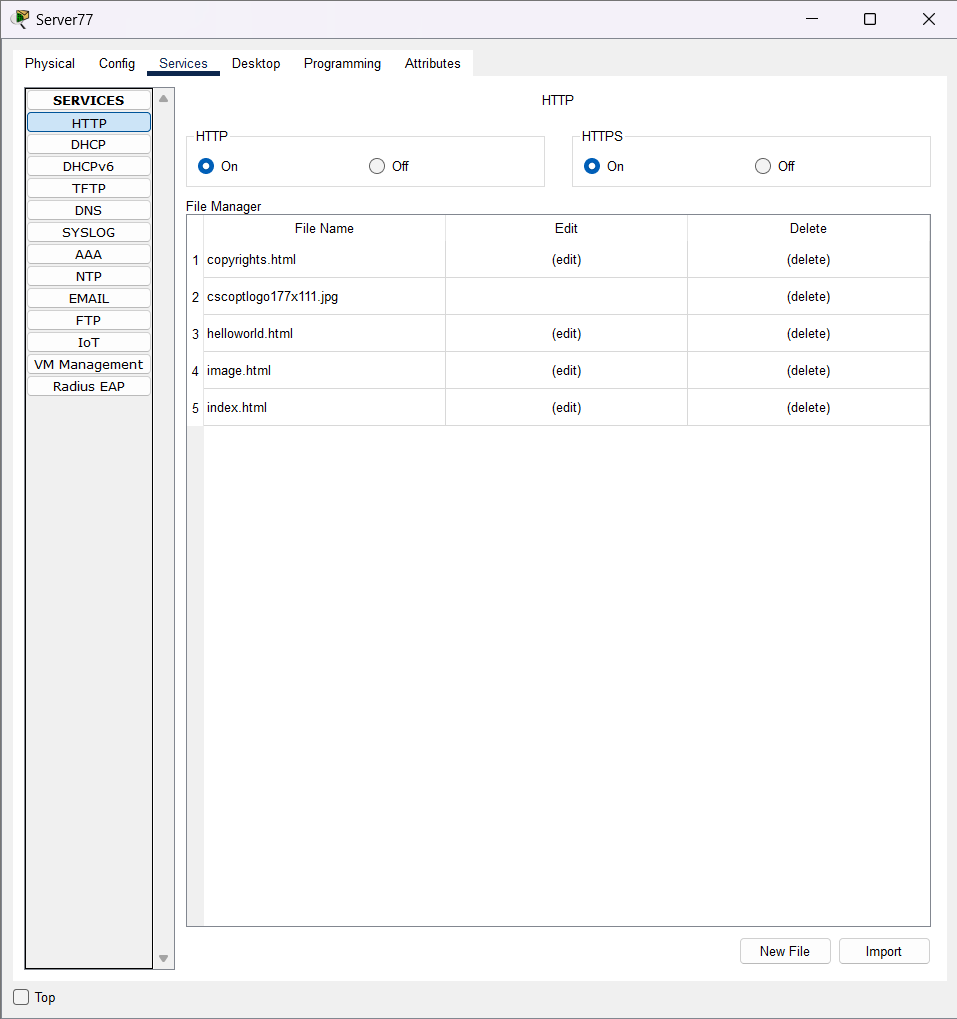 Server77
Physical Config Services Desktop Programming Attributes
SERVICES
HTTP
DHCP
DHCPv6
TFTP
DNS
SYSLOG
AAA
NTP
EMAIL
FTP
IoT
VM Management
Radius EAP
HTTP
HTTP
On Off
HTTPS
On Off
File Manager
File Name Edit Delete
1 copyrights.html (edit) (delete)
2 cscoptlogo177x111.jpg (delete)
3 helloworld.html (edit) (delete)
4 image.html (edit) (delete)
5 index.html (edit) (delete)
New File Import
Top